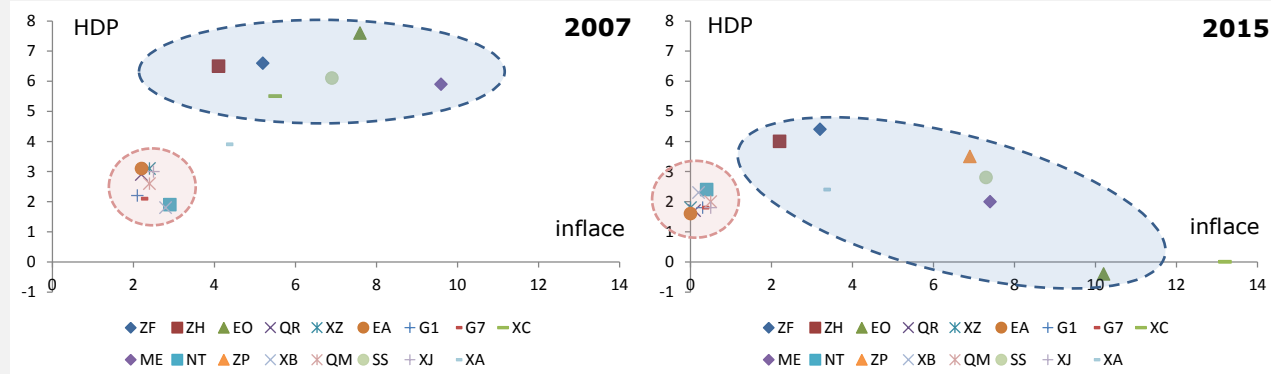 HDP 2007
8
7
6
5
4
3
2
1
0
-1
0 2 4 6 8 10 12 14
inflace
ZF ZH EO QR XZ EA G1 G7 XC
ME NT ZP XB QM SS XJ XA
HDP 2015
8
7
6
5
4
3
2
1
0
-1
0 2 4 6 8 10 12 14
inflace
ZF ZH EO QR XZ EA G1 G7 XC
ME NT ZP XB QM SS XJ XA